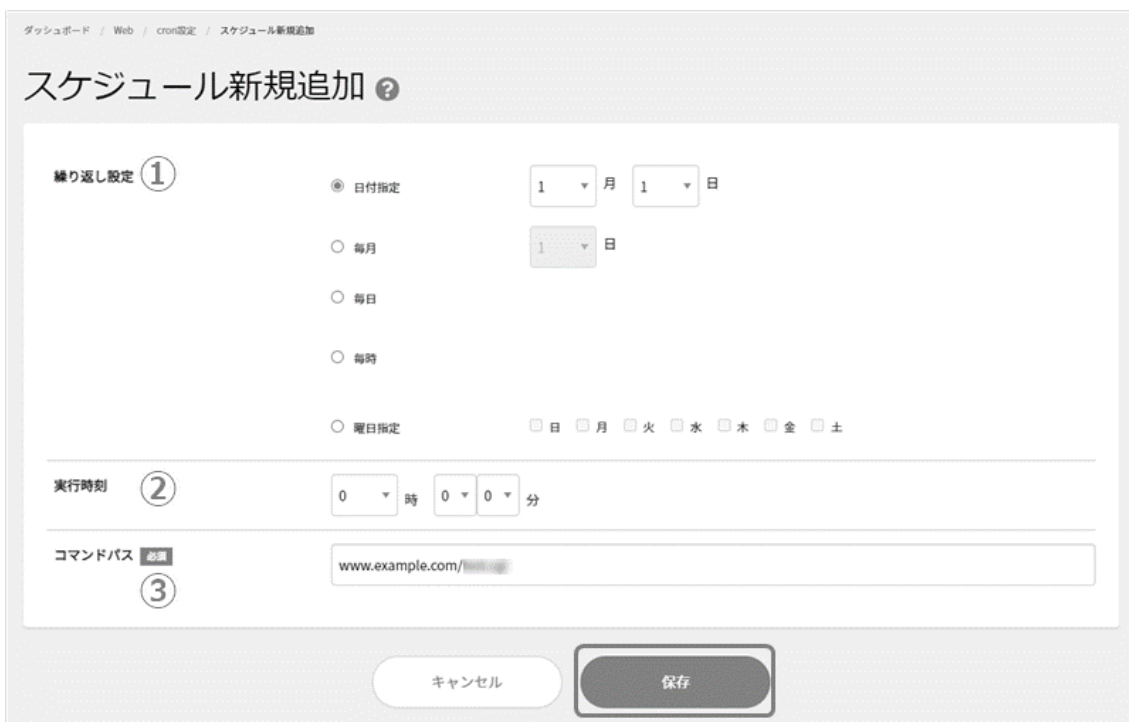 ダッシュボード / Web / cron設定 / スケジュール新規追加
スケジュール新規追加 ?
繰り返し設定 ①
日付指定 1 月 1 日
毎月 1 日
毎日
毎時
曜日指定 日 月 火 水 木 金 土
実行時刻 ② 0 時 0 0 分
コマンドパス 必須 www.example.com/
③
キャンセル 保存